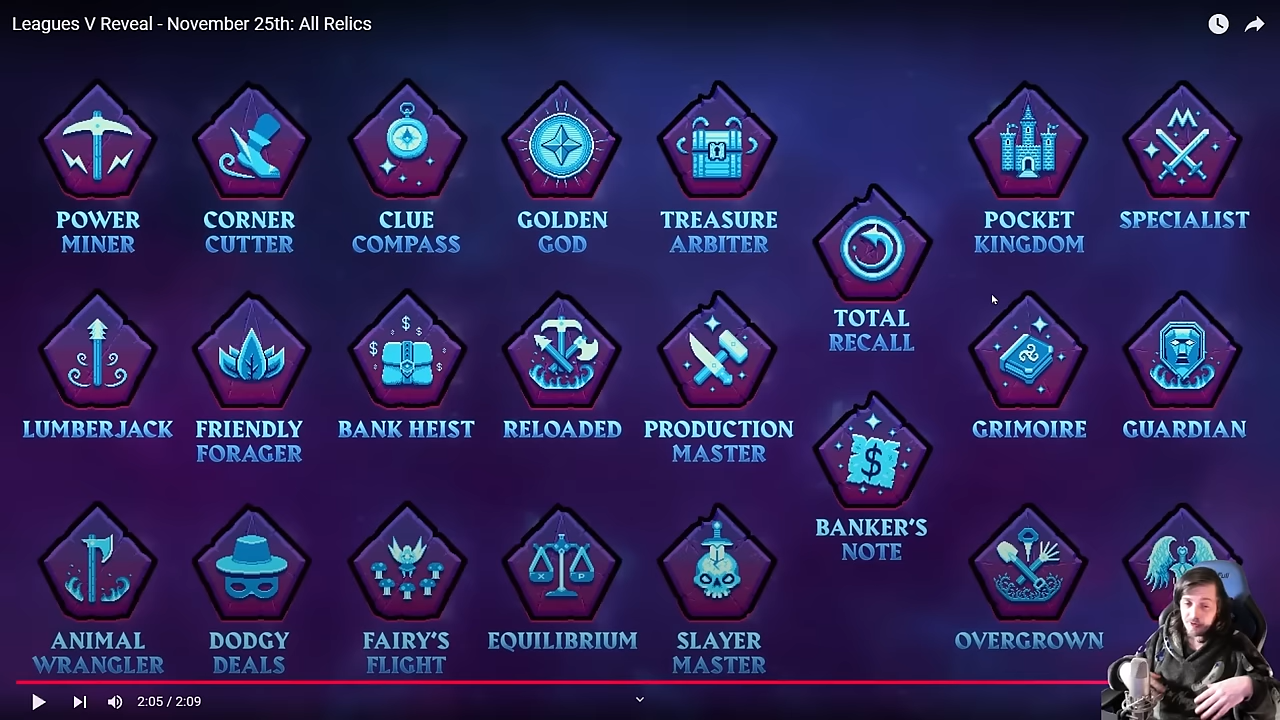 Leagues V Reveal - November 25th: All Relics
POWER
MINER
CORNER
CUTTER
CLUE
COMPASS
GOLDEN
GOD
TREASURE
ARBITER
TOTAL
RECALL
POCKET
KINGDOM
SPECIALIST
LUMBERJACK
FRIENDLY
FORAGER
BANK HEIST
RELOADED
PRODUCTION
MASTER
BANKER'S
NOTE
GRIMOIRE
GUARDIAN
ANIMAL
WRANGLER
DODGY
DEALS
FAIRY'S
FLIGHT
X P
EQUILIBRIUM
SLAYER
MASTER
OVERGROWN
2:05 / 2:09